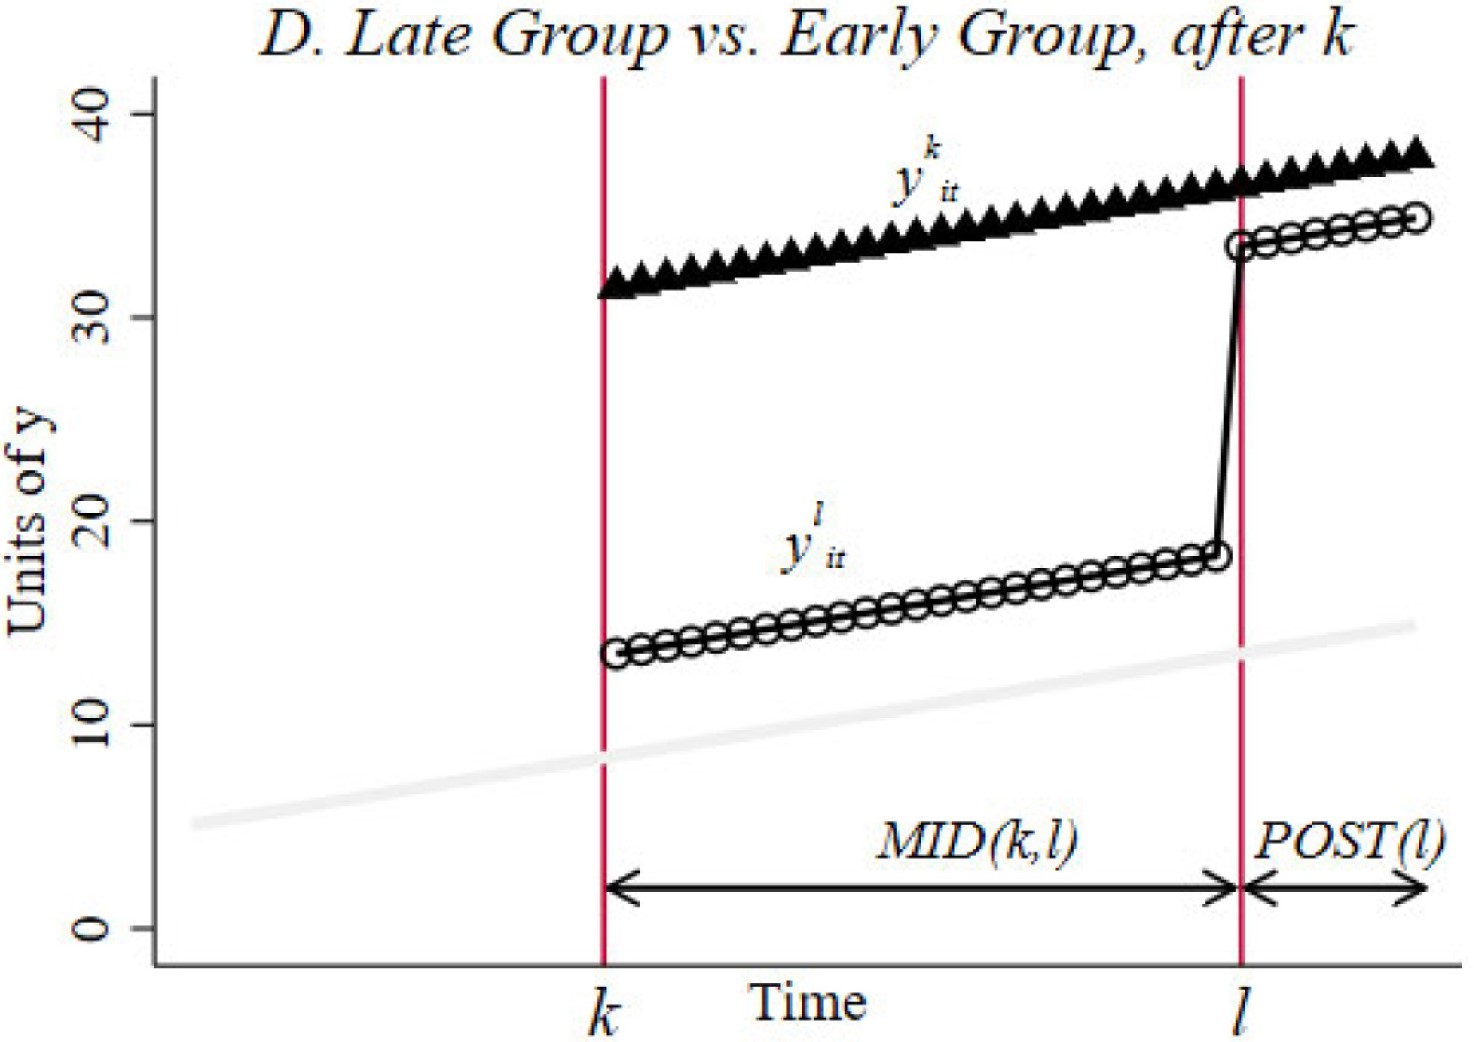 D. Late Group vs. Early Group, after k
40
30
20
10
0
Units of y
y^k_it
y^l_it
MID(k,l)
POST(l)
k
Time
l